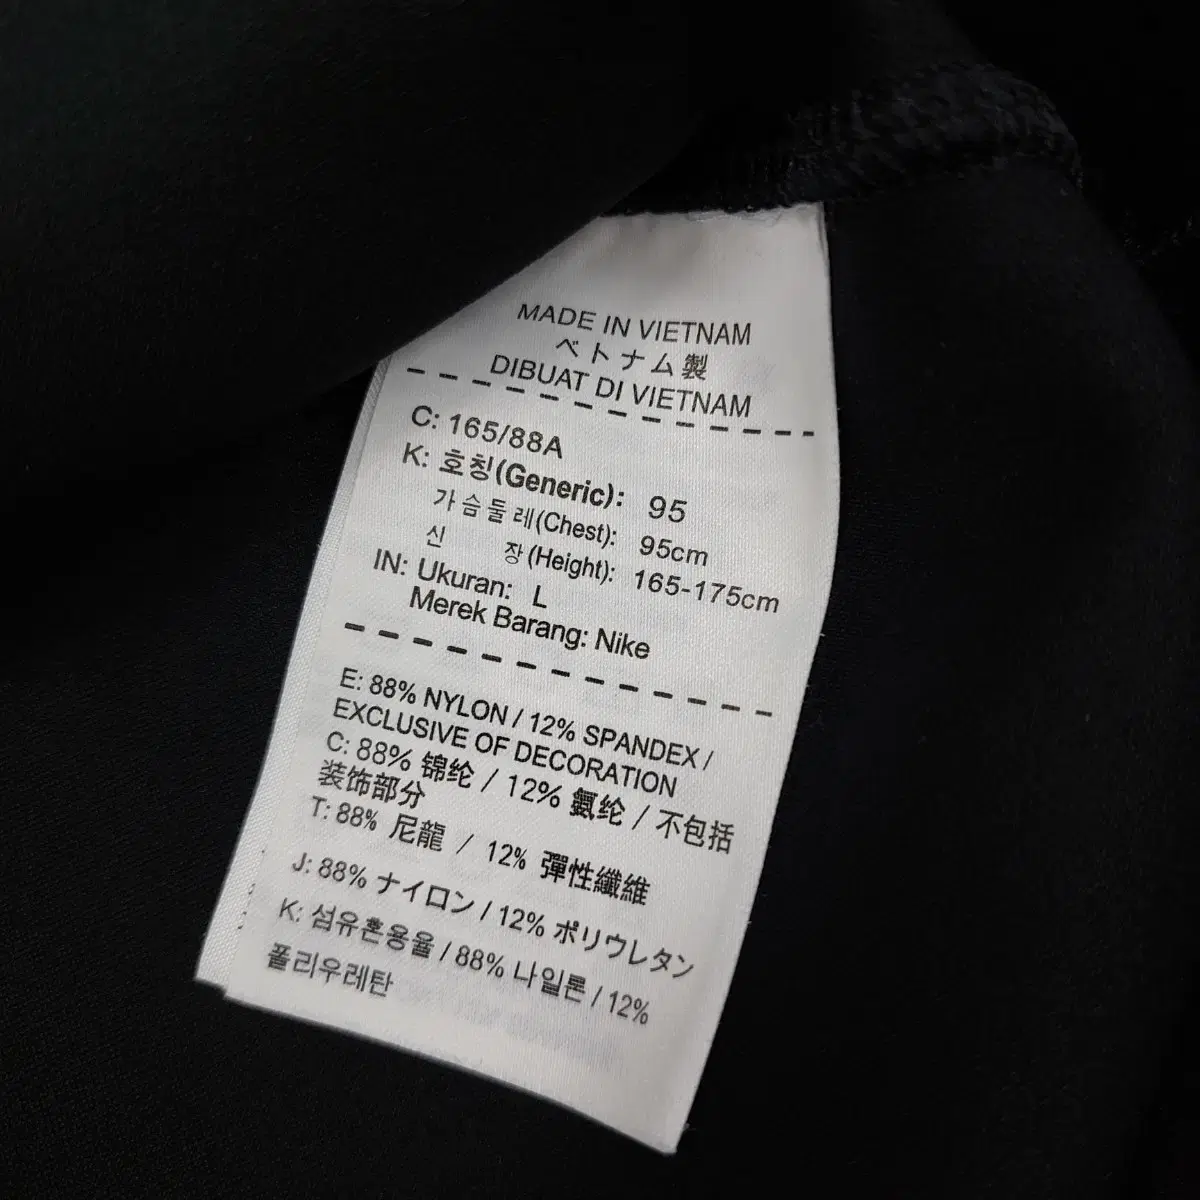 MADE IN VIETNAM
ベトナム製
DIBUAT DI VIETNAM
C: 165/88A
K: 호칭(Generic): 95
가슴둘레(Chest): 95cm
신 장(Height): 165-175cm
IN: Ukuran: L
Merek Barang: Nike
E: 88% NYLON / 12% SPANDEX /
EXCLUSIVE OF DECORATION
C: 88% 锦纶 / 12% 氨纶 / 不包括
装饰部分
T: 88% 尼龍 / 12% 彈性纖維
J: 88% ナイロン / 12% ポリウレタン
K: 섬유혼용율 / 88% 나일론 / 12%
폴리우레탄